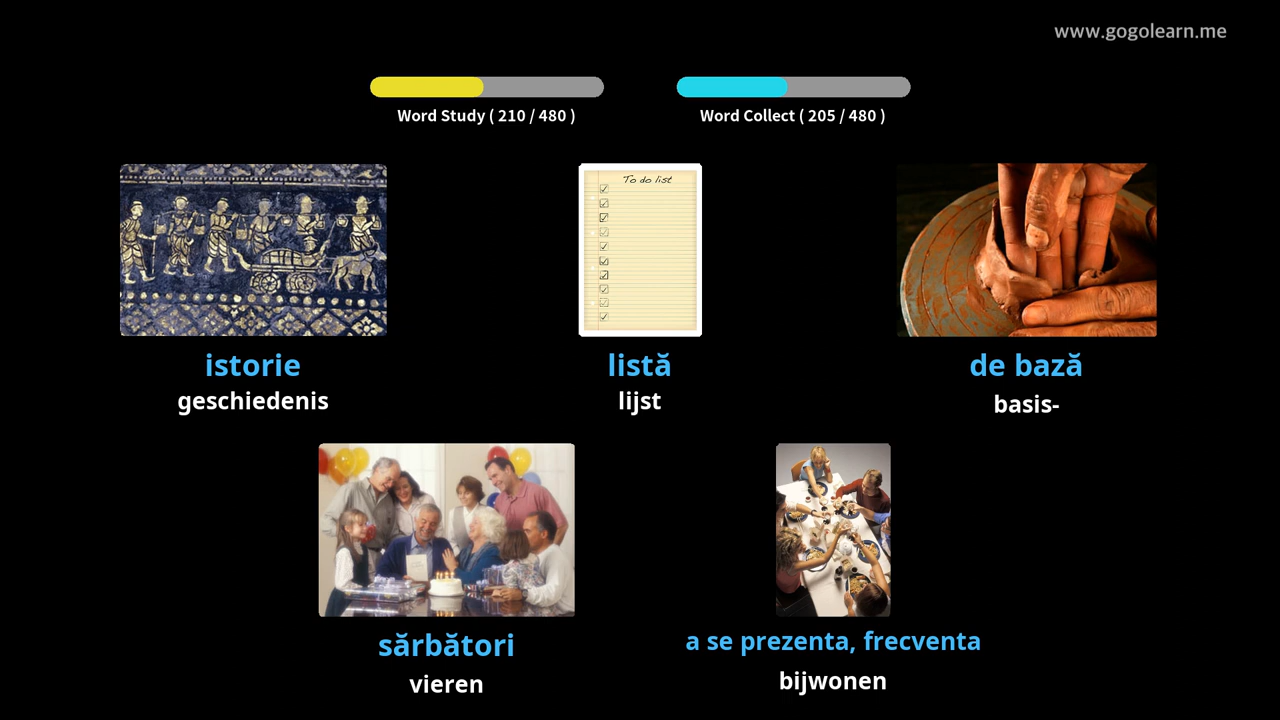 www.gogolearn.me
Word Study ( 210 / 480 )
Word Collect ( 205 / 480 )
To do list
istorie
geschiedenis
listă
lijst
de bază
basis-
sărbători
vieren
a se prezenta, frecventa
bijwonen